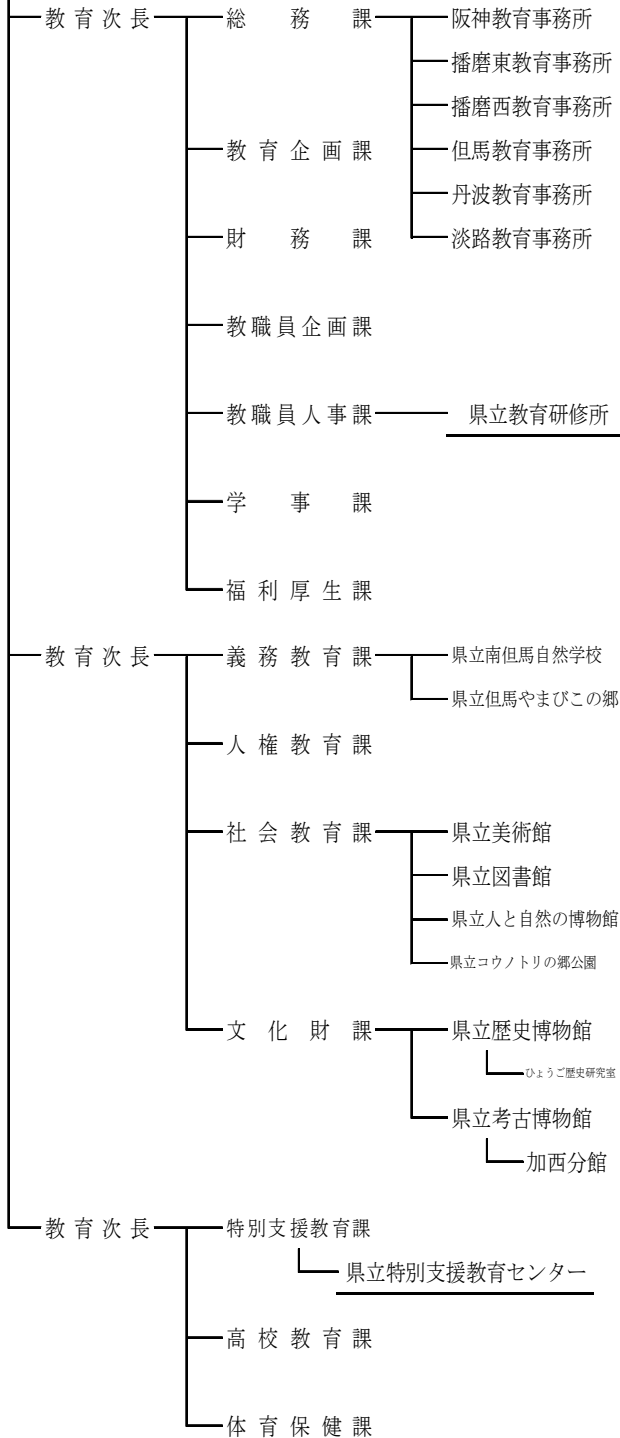 教育次長 総務課 阪神教育事務所
播磨東教育事務所
播磨西教育事務所
教育企画課 但馬教育事務所
丹波教育事務所
財務課 淡路教育事務所
教職員企画課
教職員人事課 県立教育研修所
学事課
福利厚生課
教育次長 義務教育課 県立南但馬自然学校
県立但馬やまびこの郷
人権教育課
社会教育課 県立美術館
県立図書館
県立人と自然の博物館
県立コウノトリの郷公園
文化財課 県立歴史博物館
ひょうご歴史研究室
県立考古博物館
加西分館
教育次長 特別支援教育課
県立特別支援教育センター
高校教育課
体育保健課